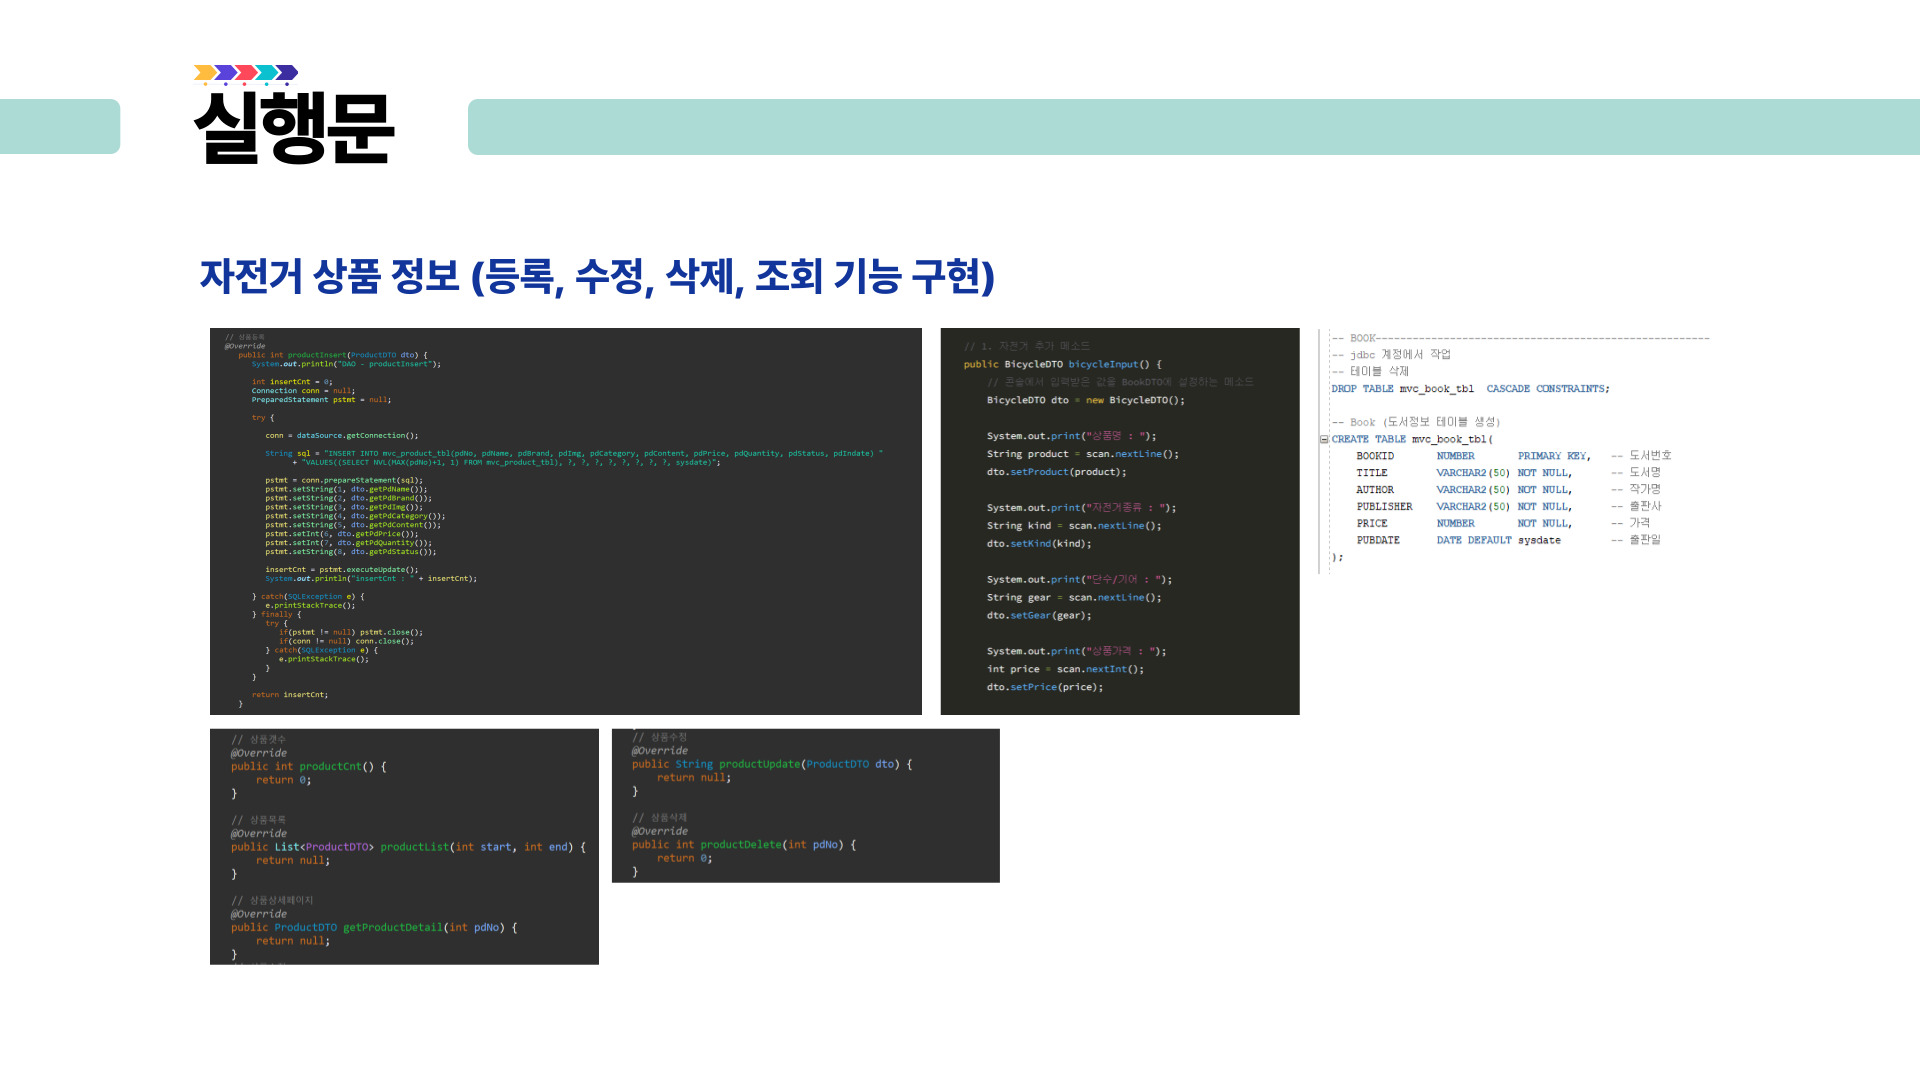 실행문
자전거 상품 정보 (등록, 수정, 삭제, 조회 기능 구현)
// 상품등록
@Override
public int productInsert(ProductDTO dto) {
System.out.println("DAO - productInsert");
int insertCnt = 0;
Connection conn = null;
PreparedStatement pstmt = null;
try {
conn = dataSource.getConnection();
String sql = "INSERT INTO mvc_product_tbl(pdNo, pdName, pdBrand, pdImg, pdCategory, pdContent, pdPrice, pdQuantity, pdStatus, pdIndate) "
+ "VALUES((SELECT NVL(MAX(pdNo)+1, 1) FROM mvc_product_tbl), ?, ?, ?, ?, ?, ?, ?, ?, sysdate)";
pstmt = conn.prepareStatement(sql);
pstmt.setString(1, dto.getPdName());
pstmt.setString(2, dto.getPdBrand());
pstmt.setString(3, dto.getPdImg());
pstmt.setString(4, dto.getPdCategory());
pstmt.setString(5, dto.getPdContent());
pstmt.setInt(6, dto.getPdPrice());
pstmt.setInt(7, dto.getPdQuantity());
pstmt.setString(8, dto.getPdStatus());
insertCnt = pstmt.executeUpdate();
System.out.println("insertCnt : " + insertCnt);
} catch(SQLException e) {
e.printStackTrace();
} finally {
try {
if(pstmt != null) pstmt.close();
if(conn != null) conn.close();
} catch(SQLException e) {
e.printStackTrace();
}
}
return insertCnt;
}
// 1. 자전거 추가 메소드
public BicycleDTO bicycleInput() {
// 콘솔에서 입력받은 값을 BookDTO에 설정하는 메소드
BicycleDTO dto = new BicycleDTO();
System.out.print("상품명 : ");
String product = scan.nextLine();
dto.setProduct(product);
System.out.print("자전거종류 : ");
String kind = scan.nextLine();
dto.setKind(kind);
System.out.print("단수/기어 : ");
String gear = scan.nextLine();
dto.setGear(gear);
System.out.print("상품가격 : ");
int price = scan.nextInt();
dto.setPrice(price);
-- BOOK-----------------------------------------------------
-- jdbc 계정에서 작업
-- 테이블 삭제
DROP TABLE mvc_book_tbl CASCADE CONSTRAINTS;
-- Book (도서정보 테이블 생성)
CREATE TABLE mvc_book_tbl(
BOOKID NUMBER PRIMARY KEY, -- 도서번호
TITLE VARCHAR2(50) NOT NULL, -- 도서명
AUTHOR VARCHAR2(50) NOT NULL, -- 작가명
PUBLISHER VARCHAR2(50) NOT NULL, -- 출판사
PRICE NUMBER NOT NULL, -- 가격
PUBDATE DATE DEFAULT sysdate -- 출판일
);
// 상품갯수
@Override
public int productCnt() {
return 0;
}
// 상품목록
@Override
public List<ProductDTO> productList(int start, int end) {
return null;
}
// 상품상세페이지
@Override
public ProductDTO getProductDetail(int pdNo) {
return null;
}
// 상품수정
@Override
public String productUpdate(ProductDTO dto) {
return null;
}
// 상품삭제
@Override
public int productDelete(int pdNo) {
return 0;
}